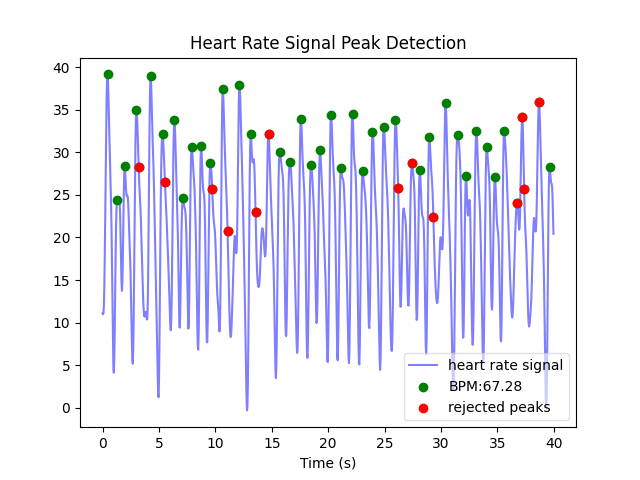 Heart Rate Signal Peak Detection
40
35
30
25
20
15
10
5
0
heart rate signal
BPM:67.28
rejected peaks
0 5 10 15 20 25 30 35 40
Time (s)